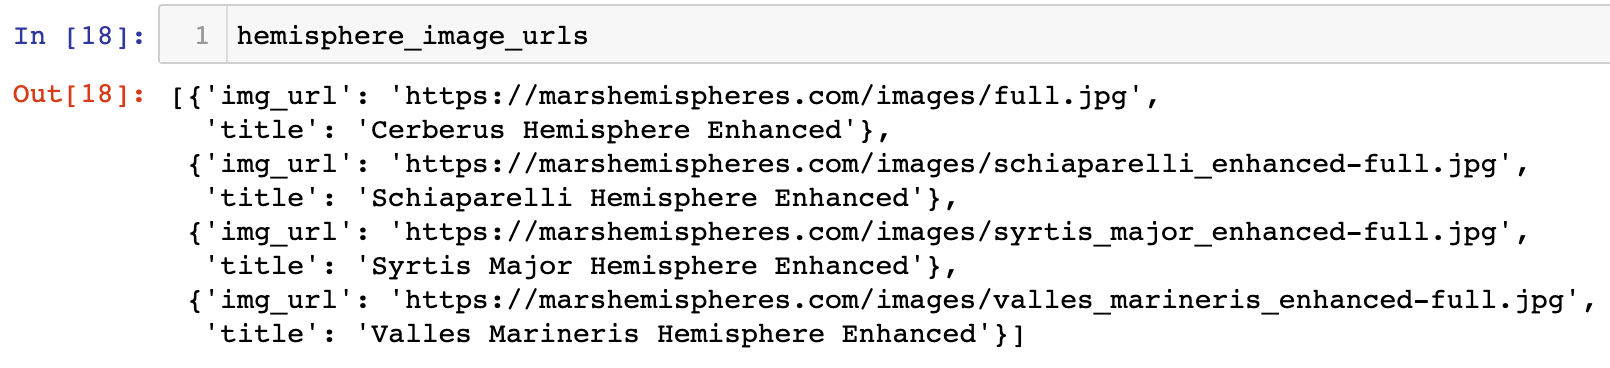 In [18]: 1 hemisphere_image_urls
Out[18]: [{'img_url': 'https://marshemispheres.com/images/full.jpg',
'title': 'Cerberus Hemisphere Enhanced'},
{'img_url': 'https://marshemispheres.com/images/schiaparelli_enhanced-full.jpg',
'title': 'Schiaparelli Hemisphere Enhanced'},
{'img_url': 'https://marshemispheres.com/images/syrtis_major_enhanced-full.jpg',
'title': 'Syrtis Major Hemisphere Enhanced'},
{'img_url': 'https://marshemispheres.com/images/valles_marineris_enhanced-full.jpg',
'title': 'Valles Marineris Hemisphere Enhanced'}]